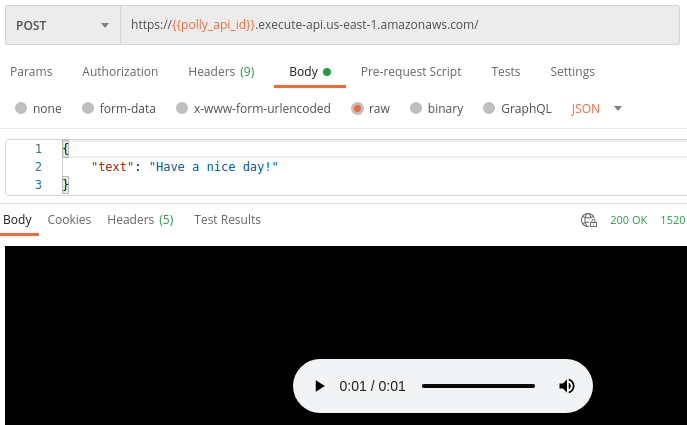 POST https://{{polly_api_id}}.execute-api.us-east-1.amazonaws.com/
Params Authorization Headers (9) Body Pre-request Script Tests Settings
none form-data x-www-form-urlencoded raw binary GraphQL JSON
1 {
2 "text": "Have a nice day!"
3 }
Body Cookies Headers (5) Test Results 200 OK 1520
0:01 / 0:01